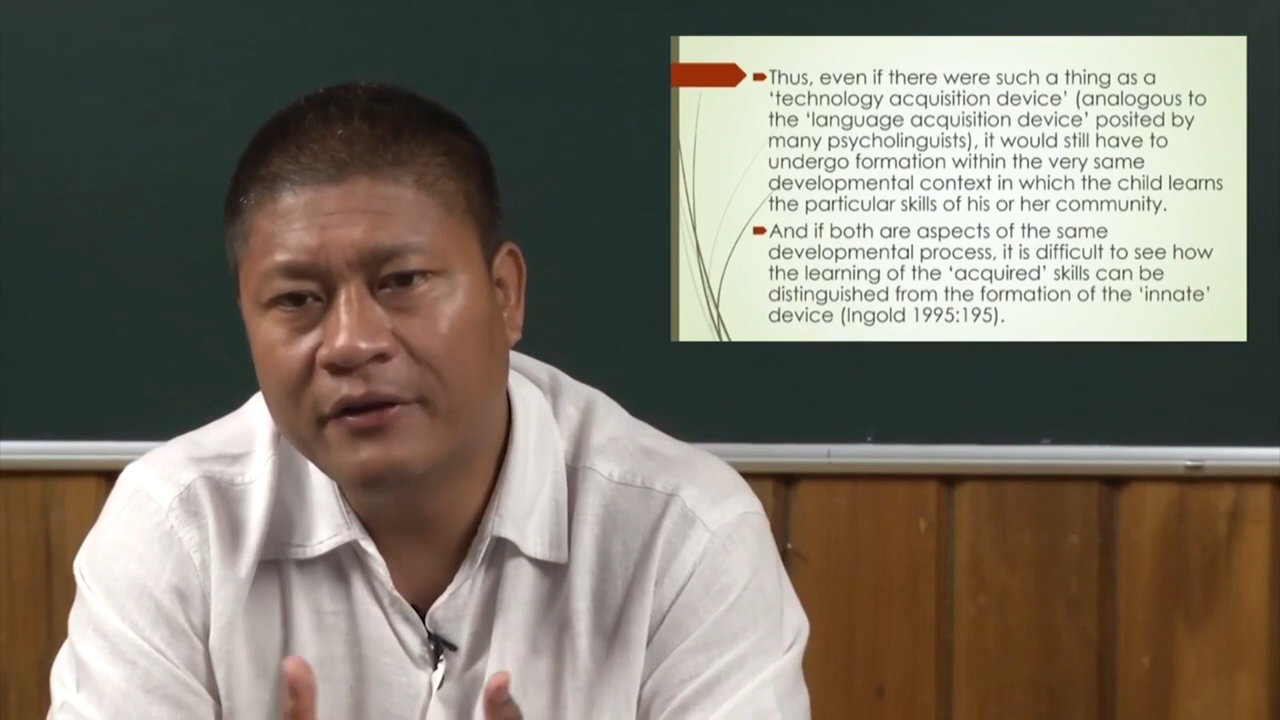 Thus, even if there were such a thing as a
‘technology acquisition device’ (analogous to
the ‘language acquisition device’ posited by
many psycholinguists), it would still have to
undergo formation within the very same
developmental context in which the child learns
the particular skills of his or her community.
And if both are aspects of the same
developmental process, it is difficult to see how
the learning of the ‘acquired’ skills can be
distinguished from the formation of the ‘innate’
device (Ingold 1995:195).